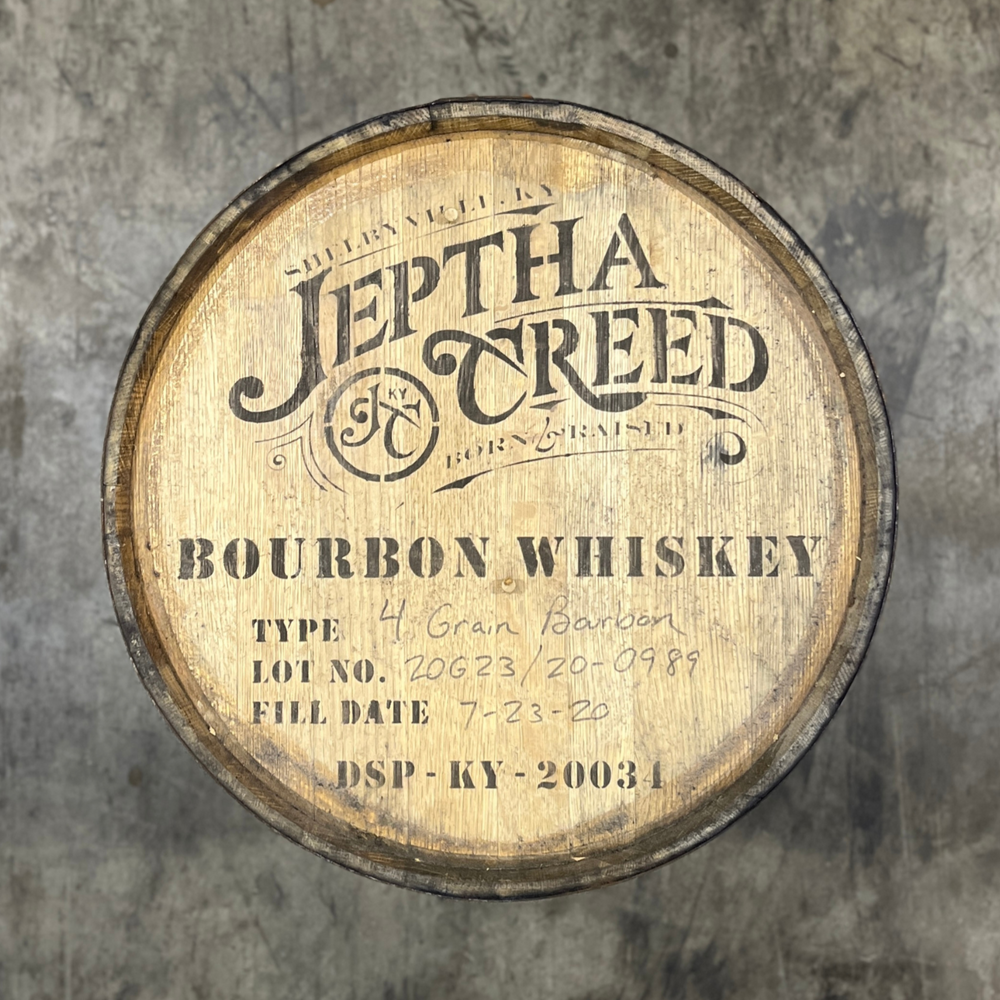 SHELBYVILLE, KY
JEPTHA
CREED
JC KY
BORN & RAISED
BOURBON WHISKEY
TYPE 4 Grain Bourbon
LOT NO. 20G23/20-0989
FILL DATE 7-23-20
DSP-KY-20034